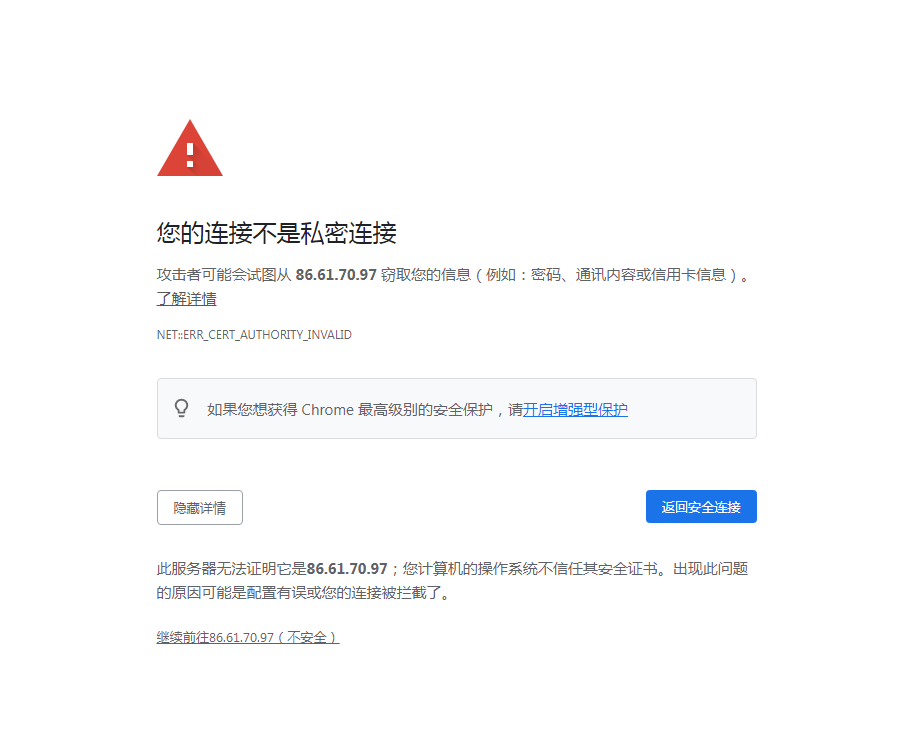 您的连接不是私密连接
攻击者可能会试图从 86.61.70.97 窃取您的信息（例如：密码、通讯内容或信用卡信息）。
了解详情
NET::ERR_CERT_AUTHORITY_INVALID
如果您想获得 Chrome 最高级别的安全保护，请开启增强型保护
隐藏详情
返回安全连接
此服务器无法证明它是86.61.70.97；您计算机的操作系统不信任其安全证书。出现此问题
的原因可能是配置有误或您的连接被拦截了。
继续前往86.61.70.97（不安全）